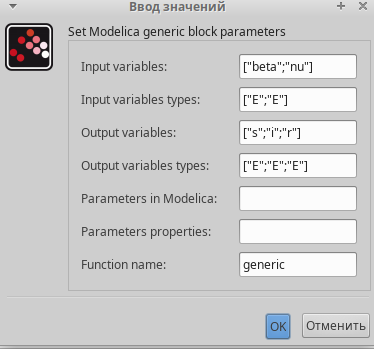 Ввод значений
Set Modelica generic block parameters
Input variables: ["beta";"nu"]
Input variables types: ["E";"E"]
Output variables: ["s";"i";"r"]
Output variables types: ["E";"E";"E"]
Parameters in Modelica:
Parameters properties:
Function name: generic
OK Отменить